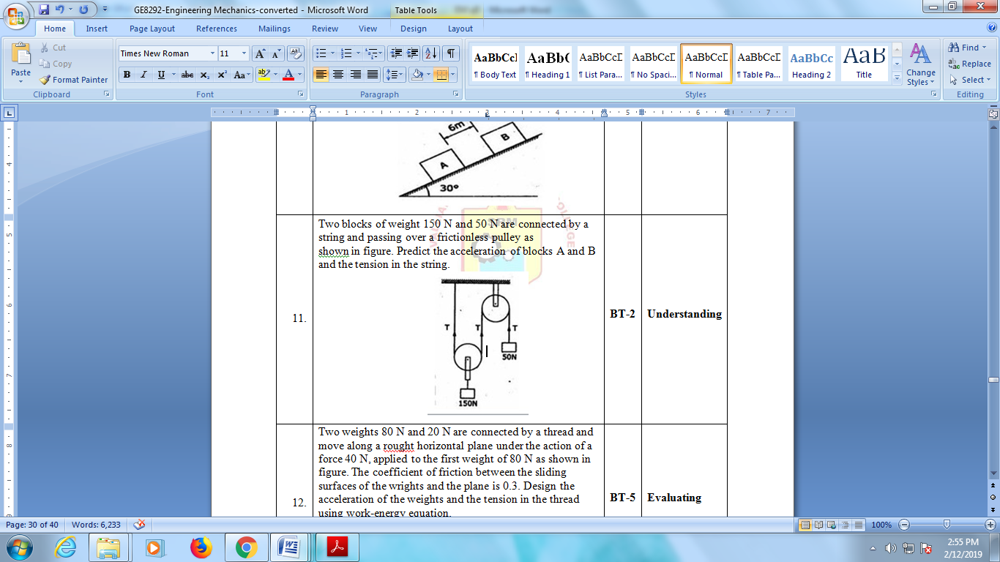 GE8292-Engineering Mechanics-converted - Microsoft Word
Table Tools
Home Insert Page Layout References Mailings Review View Design Layout
Paste
Cut
Copy
Format Painter
Clipboard
Times New Roman 11
B I U abc x₂ x² Aa
Font
Paragraph
AaBbCcI AaBbC AaBbCcD AaBbCcD AaBbCcD AaBbCcD AaBbCc AaB
¶ Body Text ¶ Heading 1 ¶ List Para... ¶ No Spaci... ¶ Normal ¶ Table Pa... Heading 2 Title
Styles
Change Styles
Find
Replace
Select
Editing
6m
A
B
30°
SRM
Two blocks of weight 150 N and 50 N are connected by a
string and passing over a frictionless pulley as
shown in figure. Predict the acceleration of blocks A and B
and the tension in the string.
11.
T T T
50N
150N
BT-2 Understanding
Two weights 80 N and 20 N are connected by a thread and
move along a rought horizontal plane under the action of a
force 40 N, applied to the first weight of 80 N as shown in
figure. The coefficient of friction between the sliding
surfaces of the wrights and the plane is 0.3. Design the
acceleration of the weights and the tension in the thread
using work-energy equation.
12.
BT-5 Evaluating
Page: 30 of 40 Words: 6,233 100%
2:55 PM
2/12/2019